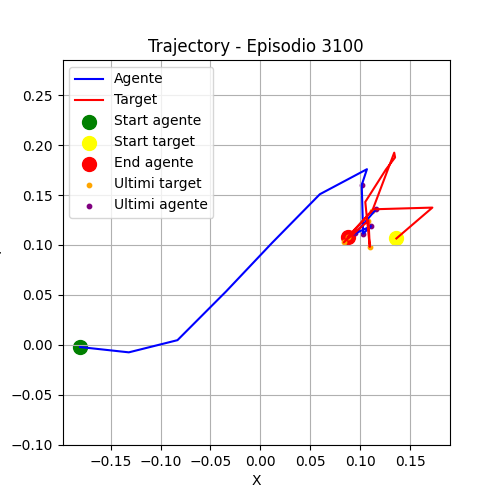 Trajectory - Episodio 3100
Agente
Target
Start agente
Start target
End agente
Ultimi target
Ultimi agente
0.25
0.20
0.15
0.10
0.05
0.00
−0.05
−0.10
−0.15
−0.10
−0.05
0.00
0.05
0.10
0.15
X